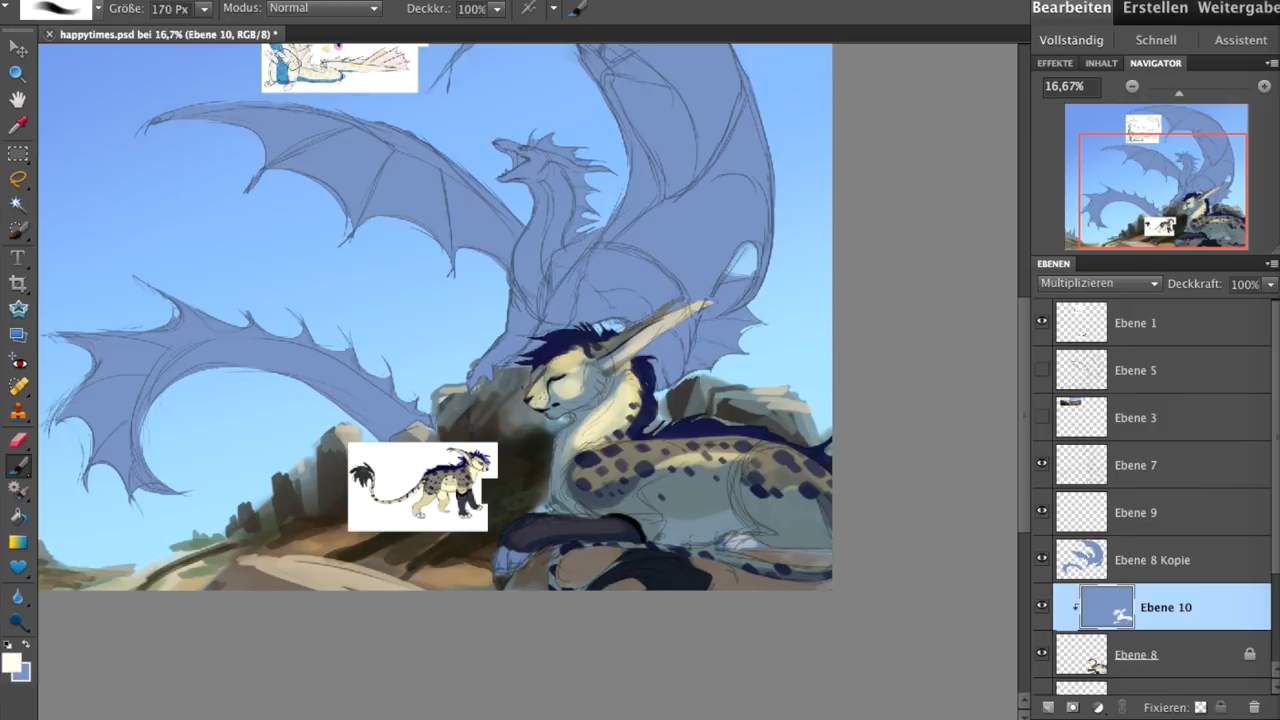 Größe: 170 Px Modus: Normal Deckkr.: 100%
Bearbeiten Erstellen Weitergabe
happytimes.psd bei 16,7% (Ebene 10, RGB/8) *
Vollständig Schnell Assistent
EFFEKTE INHALT NAVIGATOR
16,67%
EBENEN
Multiplizieren Deckkraft: 100%
Ebene 1
Ebene 5
Ebene 3
Ebene 7
Ebene 9
Ebene 8 Kopie
Ebene 10
Ebene 8
Fixieren: